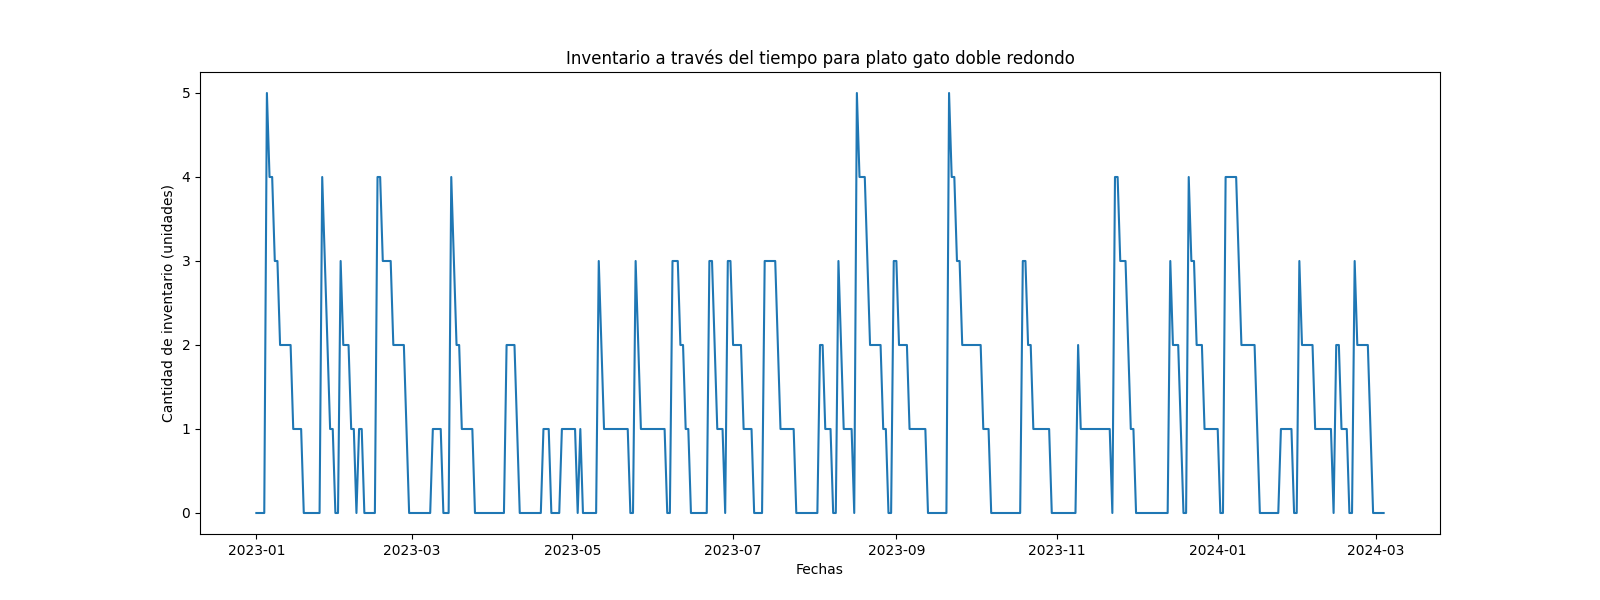 Inventario a través del tiempo para plato gato doble redondo
Cantidad de inventario (unidades)
5
4
3
2
1
0
2023-01 2023-03 2023-05 2023-07 2023-09 2023-11 2024-01 2024-03
Fechas